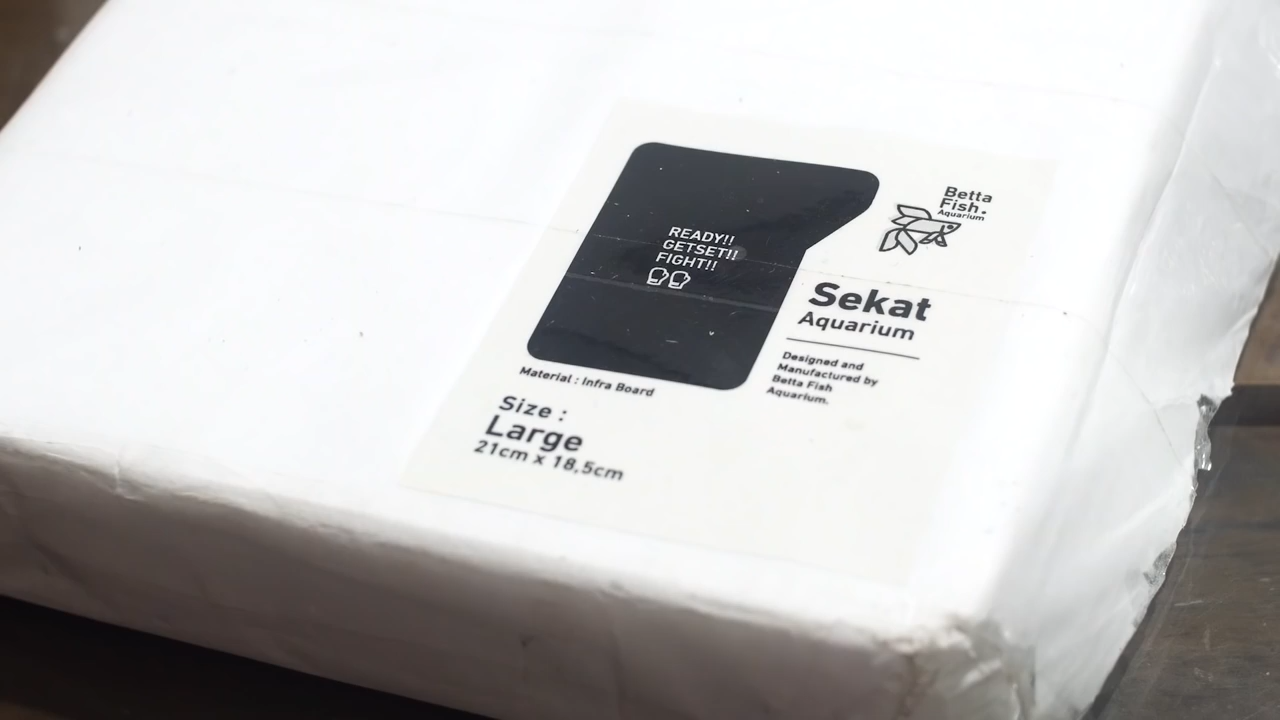 READY!!
GETSET!!
FIGHT!!
Betta
Fish.
Aquarium
Sekat
Aquarium
Designed and
Manufactured by
Betta Fish
Aquarium.
Material : Infra Board
Size :
Large
21cm x 18,5cm